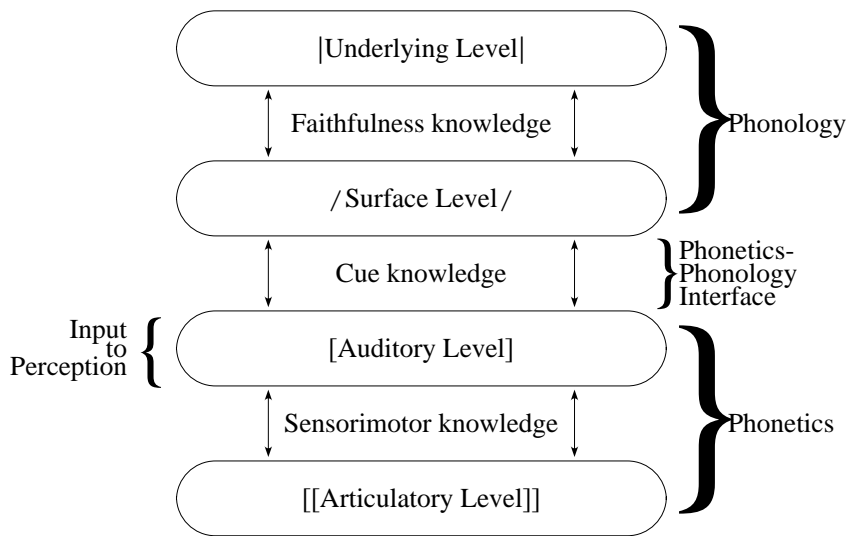 |Underlying Level|
Faithfulness knowledge
Phonology
/Surface Level/
Cue knowledge
Phonetics-
Phonology
Interface
Input
to
Perception
[Auditory Level]
Sensorimotor knowledge
Phonetics
[[Articulatory Level]]